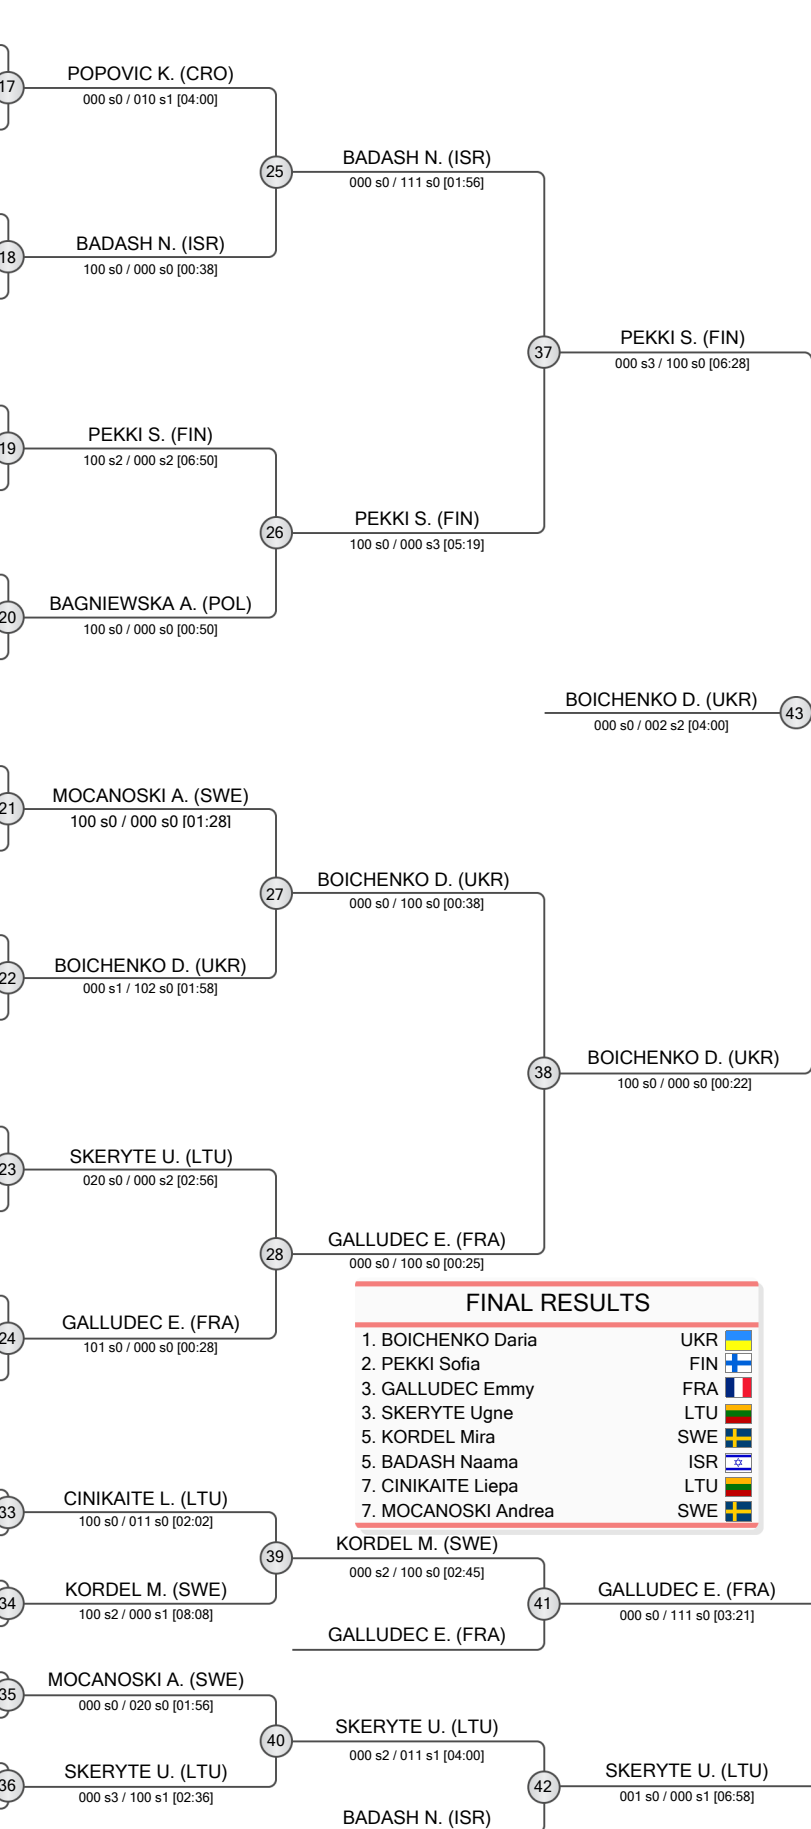 17
POPOVIC K. (CRO)
000 s0 / 010 s1 [04:00]
25
BADASH N. (ISR)
000 s0 / 111 s0 [01:56]
18
BADASH N. (ISR)
100 s0 / 000 s0 [00:38]
37
PEKKI S. (FIN)
000 s3 / 100 s0 [06:28]
19
PEKKI S. (FIN)
100 s2 / 000 s2 [06:50]
26
PEKKI S. (FIN)
100 s0 / 000 s3 [05:19]
20
BAGNIEWSKA A. (POL)
100 s0 / 000 s0 [00:50]
BOICHENKO D. (UKR)
000 s0 / 002 s2 [04:00]
43
21
MOCANOSKI A. (SWE)
100 s0 / 000 s0 [01:28]
27
BOICHENKO D. (UKR)
000 s0 / 100 s0 [00:38]
22
BOICHENKO D. (UKR)
000 s1 / 102 s0 [01:58]
38
BOICHENKO D. (UKR)
100 s0 / 000 s0 [00:22]
23
SKERYTE U. (LTU)
020 s0 / 000 s2 [02:56]
28
GALLUDEC E. (FRA)
000 s0 / 100 s0 [00:25]
24
GALLUDEC E. (FRA)
101 s0 / 000 s0 [00:28]
FINAL RESULTS
1. BOICHENKO Daria UKR
2. PEKKI Sofia FIN
3. GALLUDEC Emmy FRA
3. SKERYTE Ugne LTU
5. KORDEL Mira SWE
5. BADASH Naama ISR
7. CINIKAITE Liepa LTU
7. MOCANOSKI Andrea SWE
33
CINIKAITE L. (LTU)
100 s0 / 011 s0 [02:02]
39
KORDEL M. (SWE)
000 s2 / 100 s0 [02:45]
34
KORDEL M. (SWE)
100 s2 / 000 s1 [08:08]
41
GALLUDEC E. (FRA)
000 s0 / 111 s0 [03:21]
GALLUDEC E. (FRA)
35
MOCANOSKI A. (SWE)
000 s0 / 020 s0 [01:56]
40
SKERYTE U. (LTU)
000 s2 / 011 s1 [04:00]
36
SKERYTE U. (LTU)
000 s3 / 100 s1 [02:36]
42
SKERYTE U. (LTU)
001 s0 / 000 s1 [06:58]
BADASH N. (ISR)